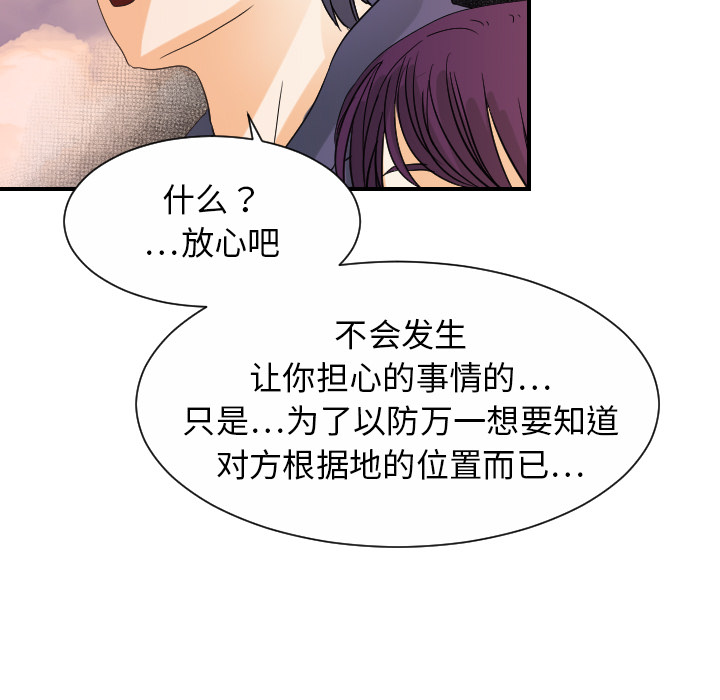 什么？
...放心吧
不会发生
让你担心的事情的...
只是...为了以防万一想要知道
对方根据地的位置而已...